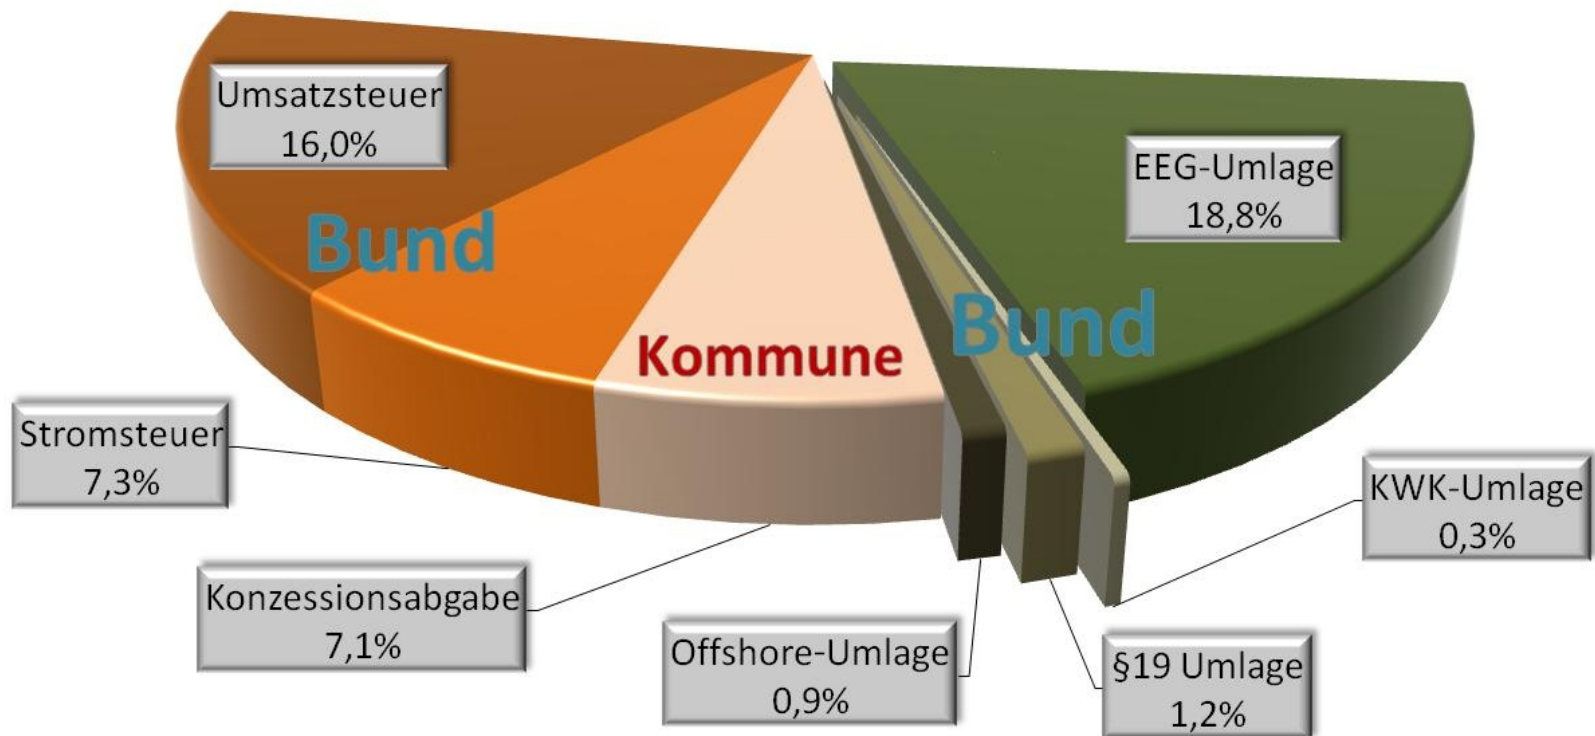 Umsatzsteuer
16,0%
EEG-Umlage
18,8%
Bund
Bund
Kommune
Stromsteuer
7,3%
KWK-Umlage
0,3%
Konzessionsabgabe
7,1%
Offshore-Umlage
0,9%
§19 Umlage
1,2%